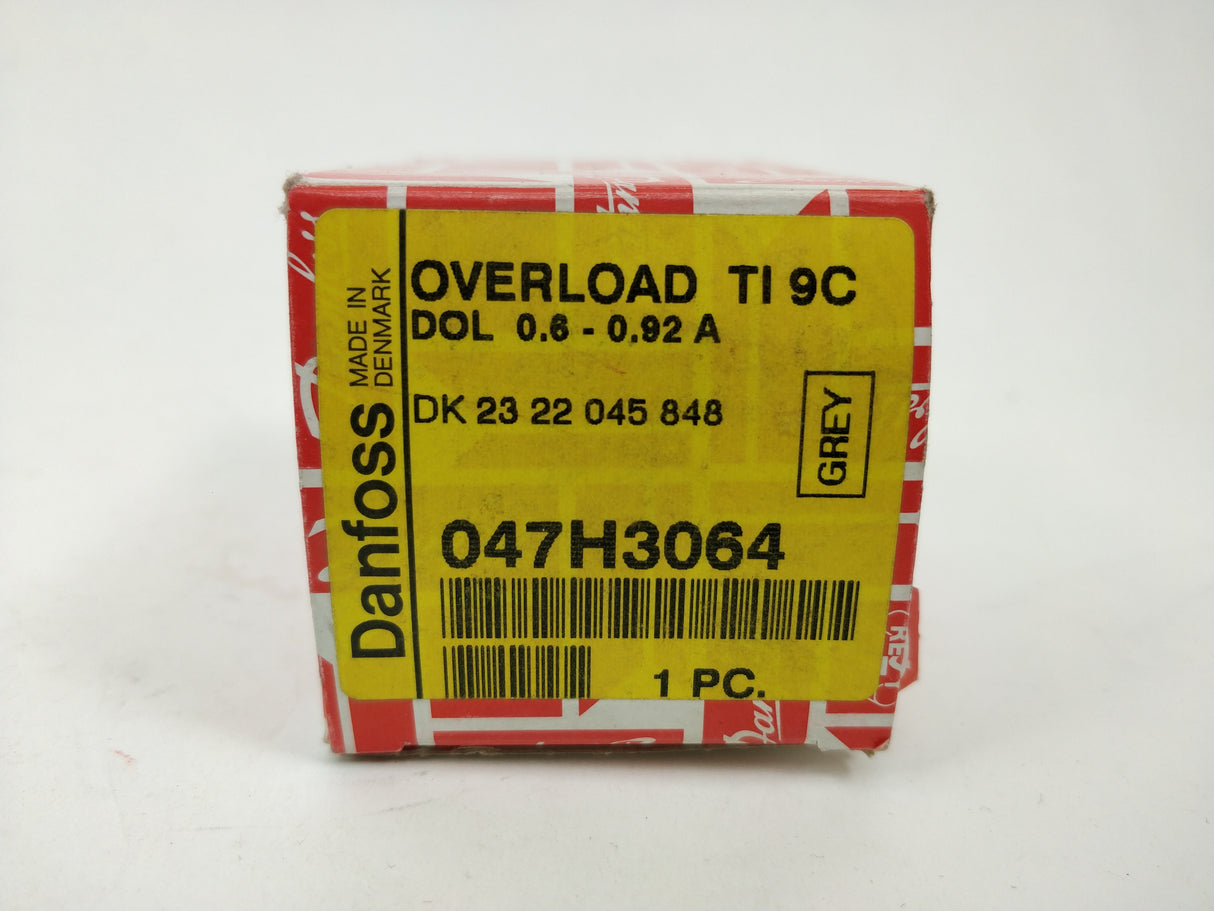 OVERLOAD TI 9C
DOL 0.6 - 0.92 A
DK 23 22 045 848
GREY
047H3064
1 PC.
Danfoss
MADE IN
DENMARK